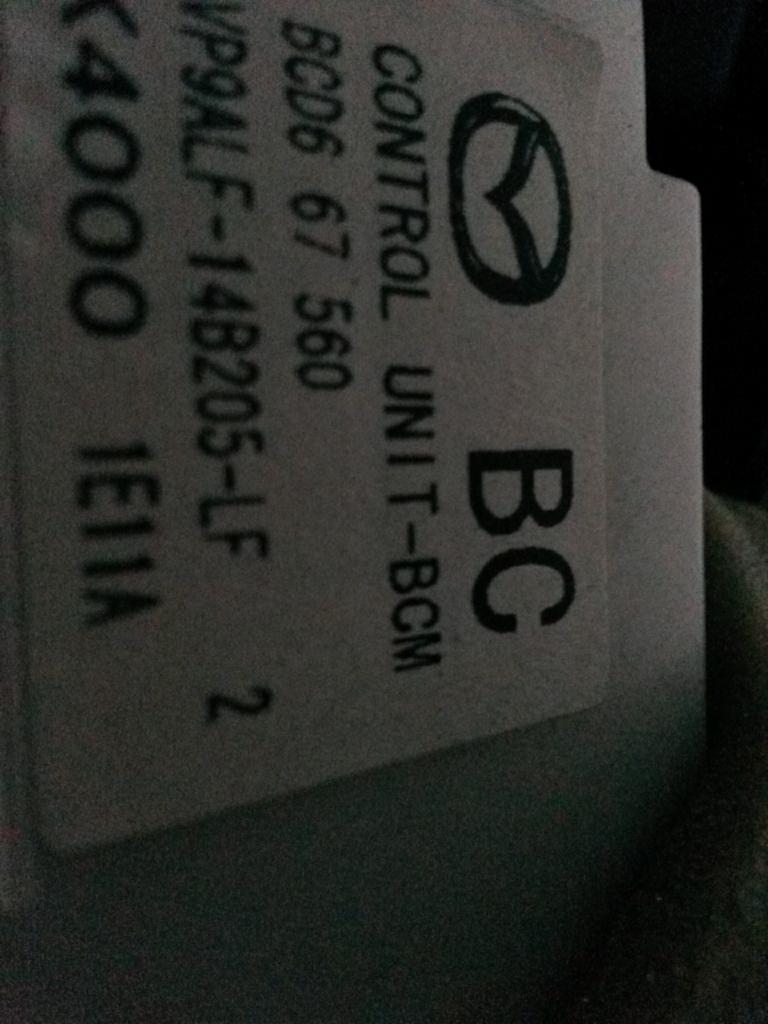 BC
CONTROL UNIT-BCM
BCD6 67 560
VP9ALF-14B205-LF 2
K4000 1E11A